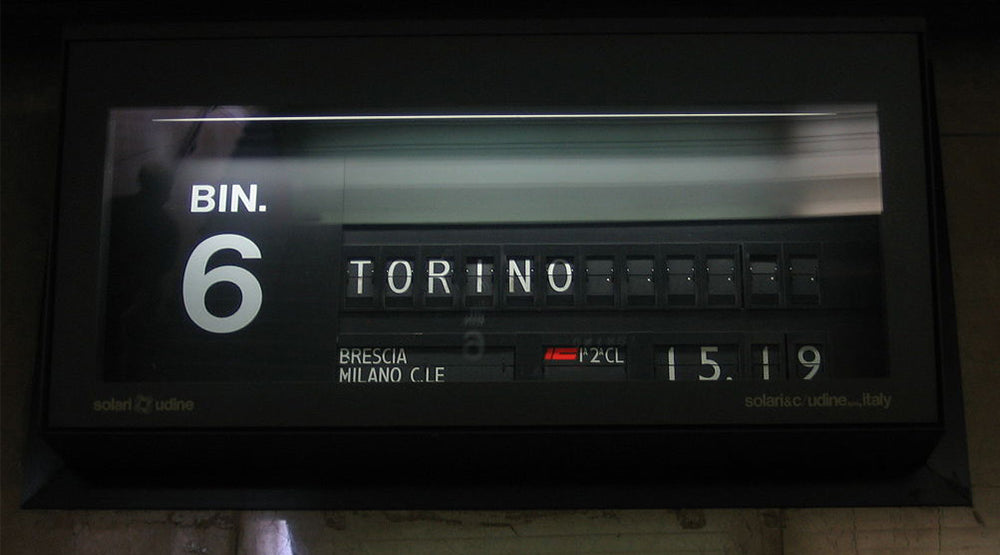 BIN.
6
TORINO
BRESCIA
MILANO C.LE
1ª2ªCL
15.19
solari udine
solari&c/udine italy